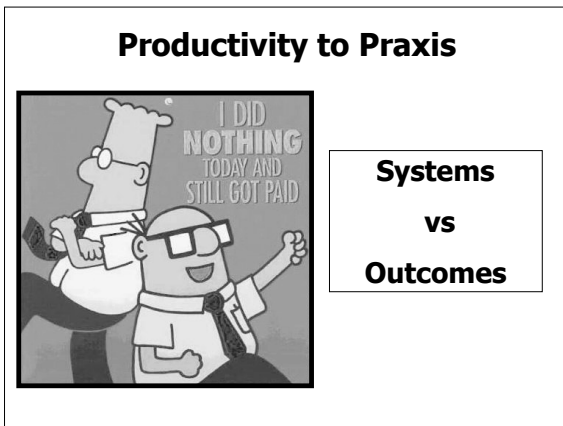 Productivity to Praxis
I DID
NOTHING
TODAY AND
STILL GOT PAID
Systems
vs
Outcomes